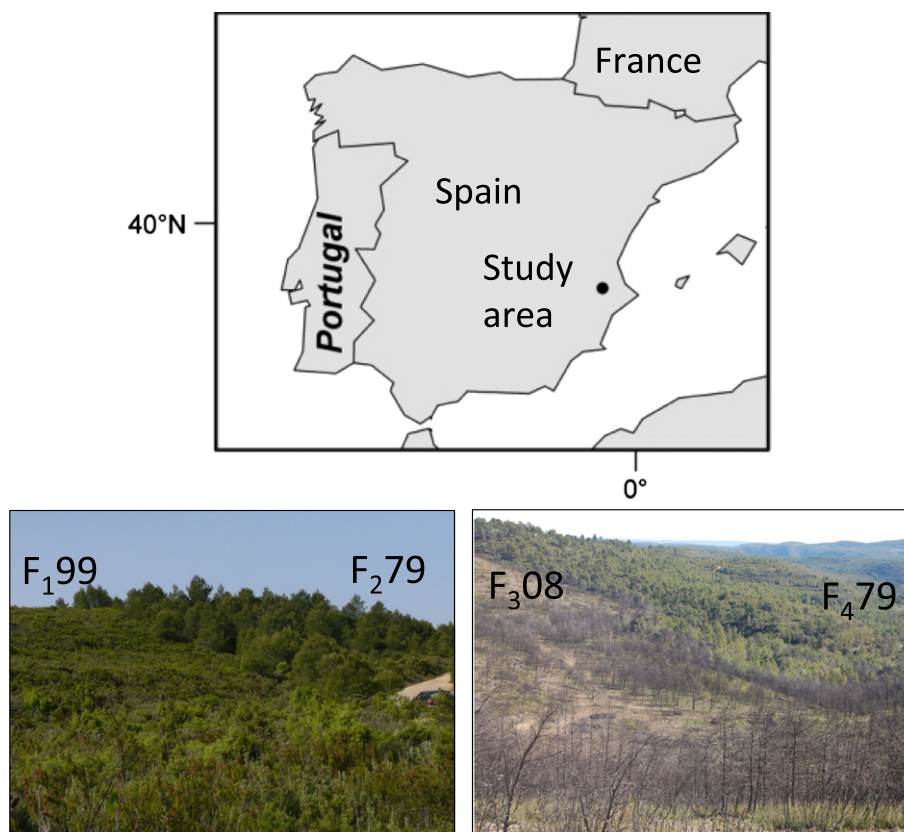 France
Spain
40°N
Portugal
Study
area
0°
F₁99
F₂79
F₃08
F₄79